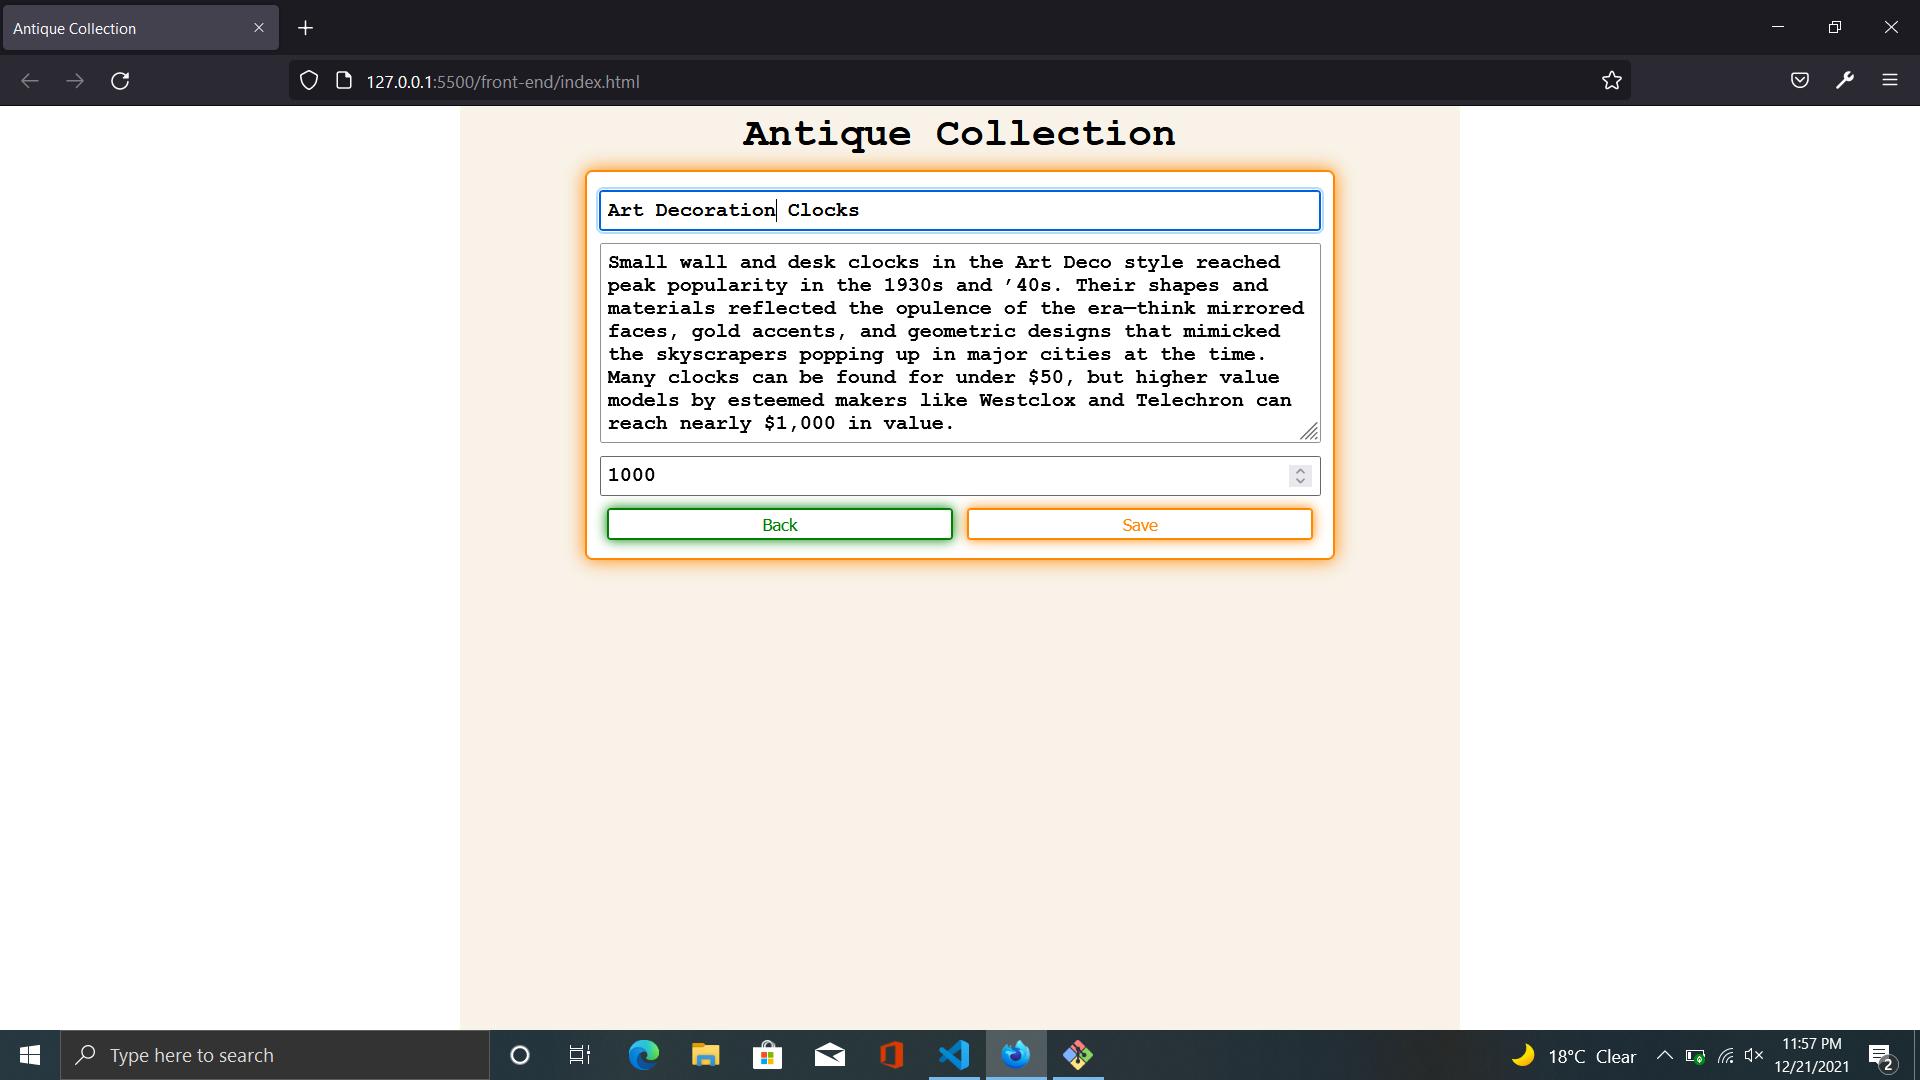 Antique Collection
127.0.0.1:5500/front-end/index.html
Antique Collection
Art Decoration Clocks
Small wall and desk clocks in the Art Deco style reached
peak popularity in the 1930s and ’40s. Their shapes and
materials reflected the opulence of the era—think mirrored
faces, gold accents, and geometric designs that mimicked
the skyscrapers popping up in major cities at the time.
Many clocks can be found for under $50, but higher value
models by esteemed makers like Westclox and Telechron can
reach nearly $1,000 in value.
1000
Back Save
Type here to search
18°C Clear
11:57 PM
12/21/2021
2